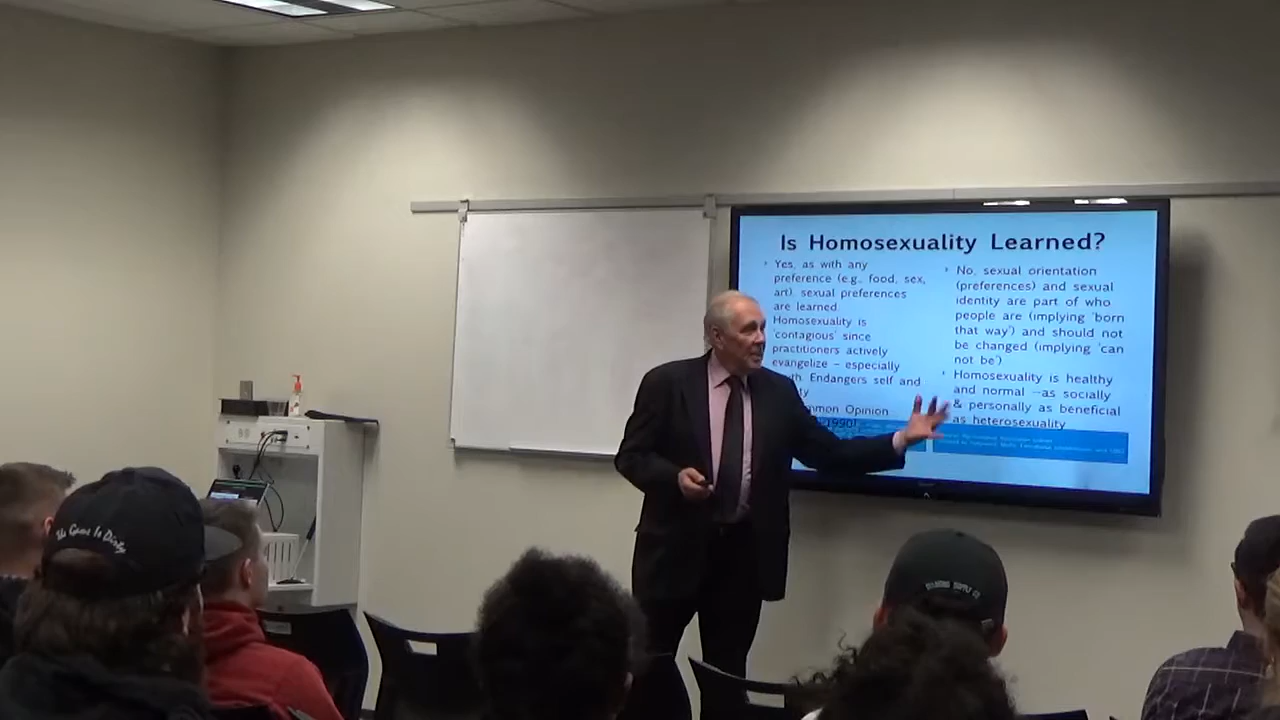 Is Homosexuality Learned?
Yes, as with any
preference (e.g., food, sex,
art), sexual preferences
are learned
Homosexuality is
'contagious' since
practitioners actively
evangelize – especially
Endangers self and
Opinion
1990!
No, sexual orientation
(preferences) and sexual
identity are part of who
people are (implying 'born
that way') and should not
be changed (implying 'can
not be')
Homosexuality is healthy
and normal –as socially
& personally as beneficial
as heterosexuality
Is Dirty